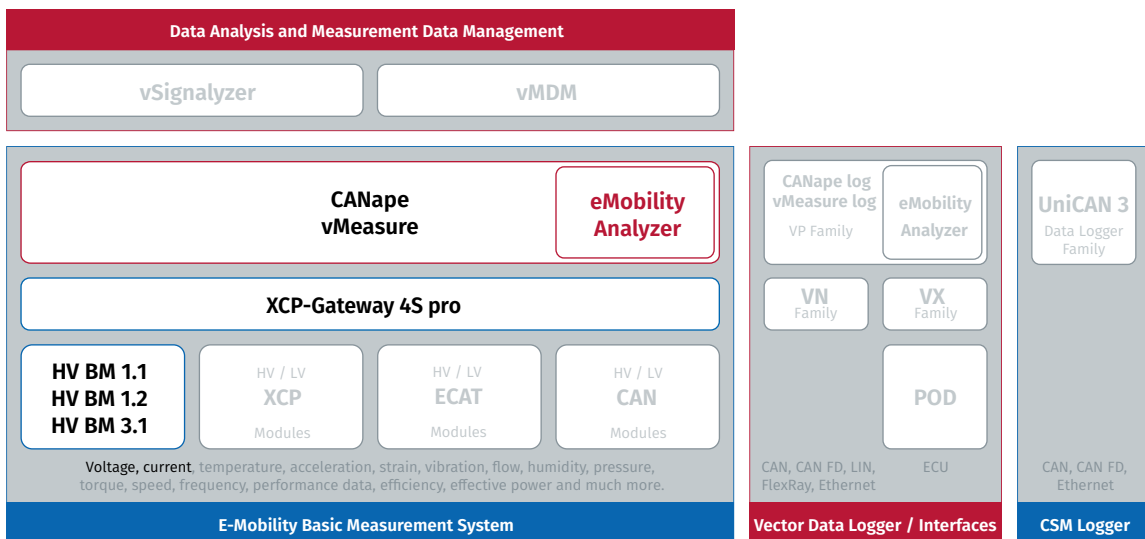 Data Analysis and Measurement Data Management
vSignalyzer
vMDM
CANape
vMeasure
eMobility
Analyzer
XCP-Gateway 4S pro
HV BM 1.1
HV BM 1.2
HV BM 3.1
HV / LV
XCP
Modules
HV / LV
ECAT
Modules
HV / LV
CAN
Modules
Voltage, current, temperature, acceleration, strain, vibration, flow, humidity, pressure,
torque, speed, frequency, performance data, efficiency, effective power and much more.
E-Mobility Basic Measurement System
CANape log
vMeasure log
VP Family
eMobility
Analyzer
VN
Family
VX
Family
POD
CAN, CAN FD, LIN,
FlexRay, Ethernet
ECU
Vector Data Logger / Interfaces
UniCAN 3
Data Logger
Family
CAN, CAN FD,
Ethernet
CSM Logger